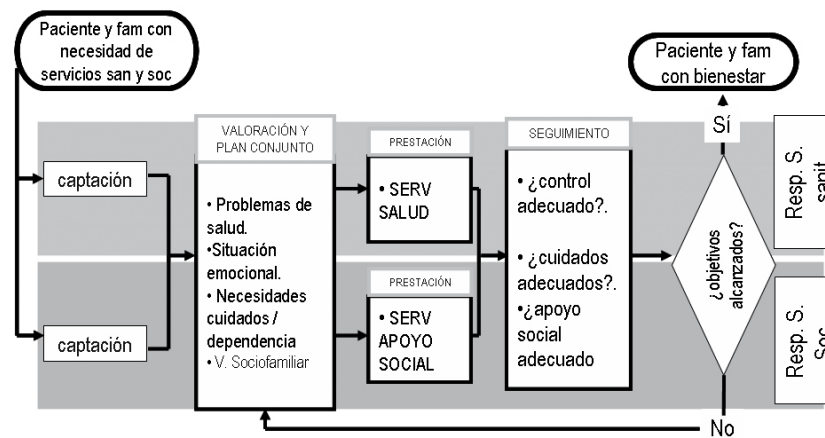 Paciente y fam con
necesidad de
servicios san y soc
captación
captación
VALORACIÓN Y
PLAN CONJUNTO
• Problemas de
salud.
•Situación
emocional.
• Necesidades
cuidados /
dependencia
• V. Sociofamiliar
PRESTACIÓN
• SERV
SALUD
PRESTACIÓN
• SERV
APOYO
SOCIAL
SEGUIMIENTO
• ¿control
adecuado?.
• ¿cuidados
adecuados?.
•¿apoyo
social
adecuado
¿objetivos
alcanzados?
Sí
Paciente y fam
con bienestar
No
Resp. S.
sanit
Resp. S.
Soc